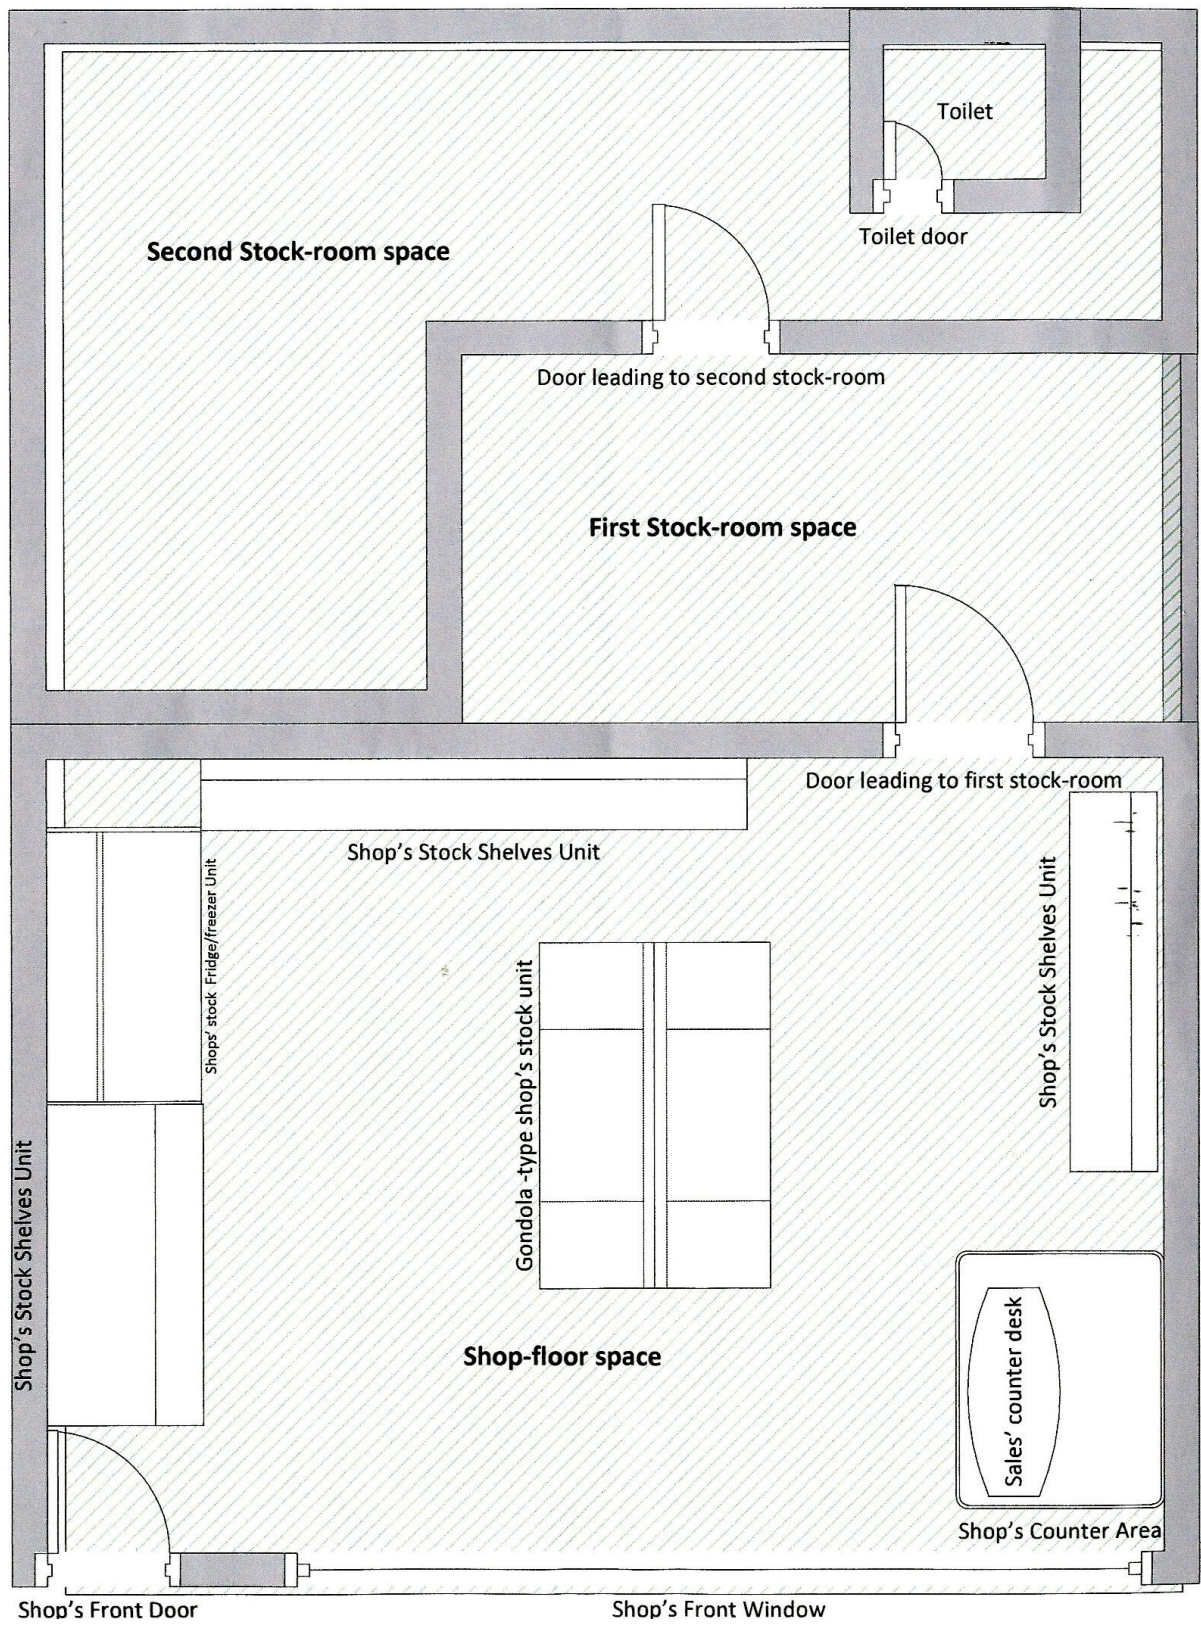 Toilet
Toilet door
Second Stock-room space
Door leading to second stock-room
First Stock-room space
Door leading to first stock-room
Shop's Stock Shelves Unit
Shops' stock Fridge/freezer Unit
Shop's Stock Shelves Unit
Gondola -type shop's stock unit
Shop's Stock Shelves Unit
Shop-floor space
Sales' counter desk
Shop's Counter Area
Shop's Front Door
Shop's Front Window